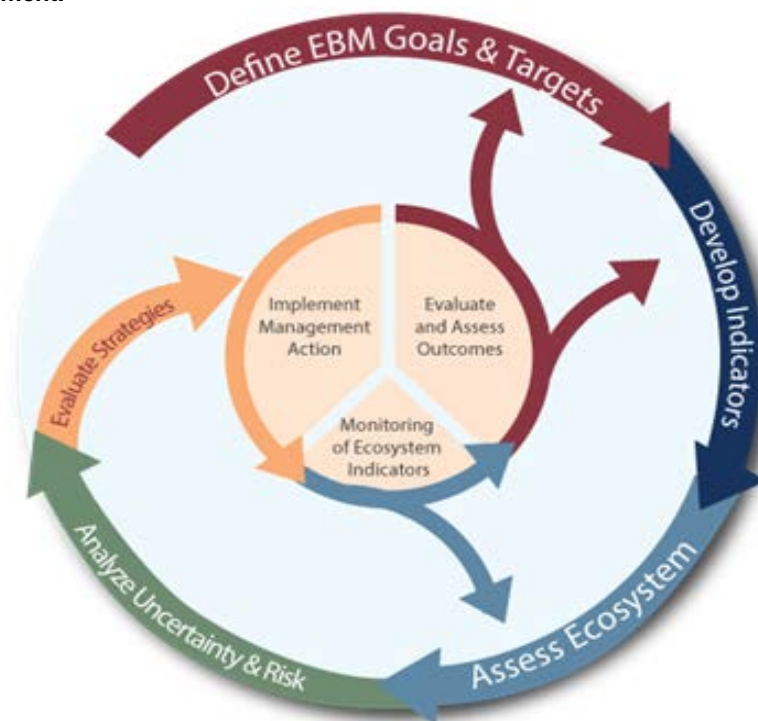 Define EBM Goals & Targets
Develop Indicators
Assess Ecosystem
Analyze Uncertainty & Risk
Evaluate Strategies
Implement
Management
Action
Evaluate
and Assess
Outcomes
Monitoring
of Ecosystem
Indicators